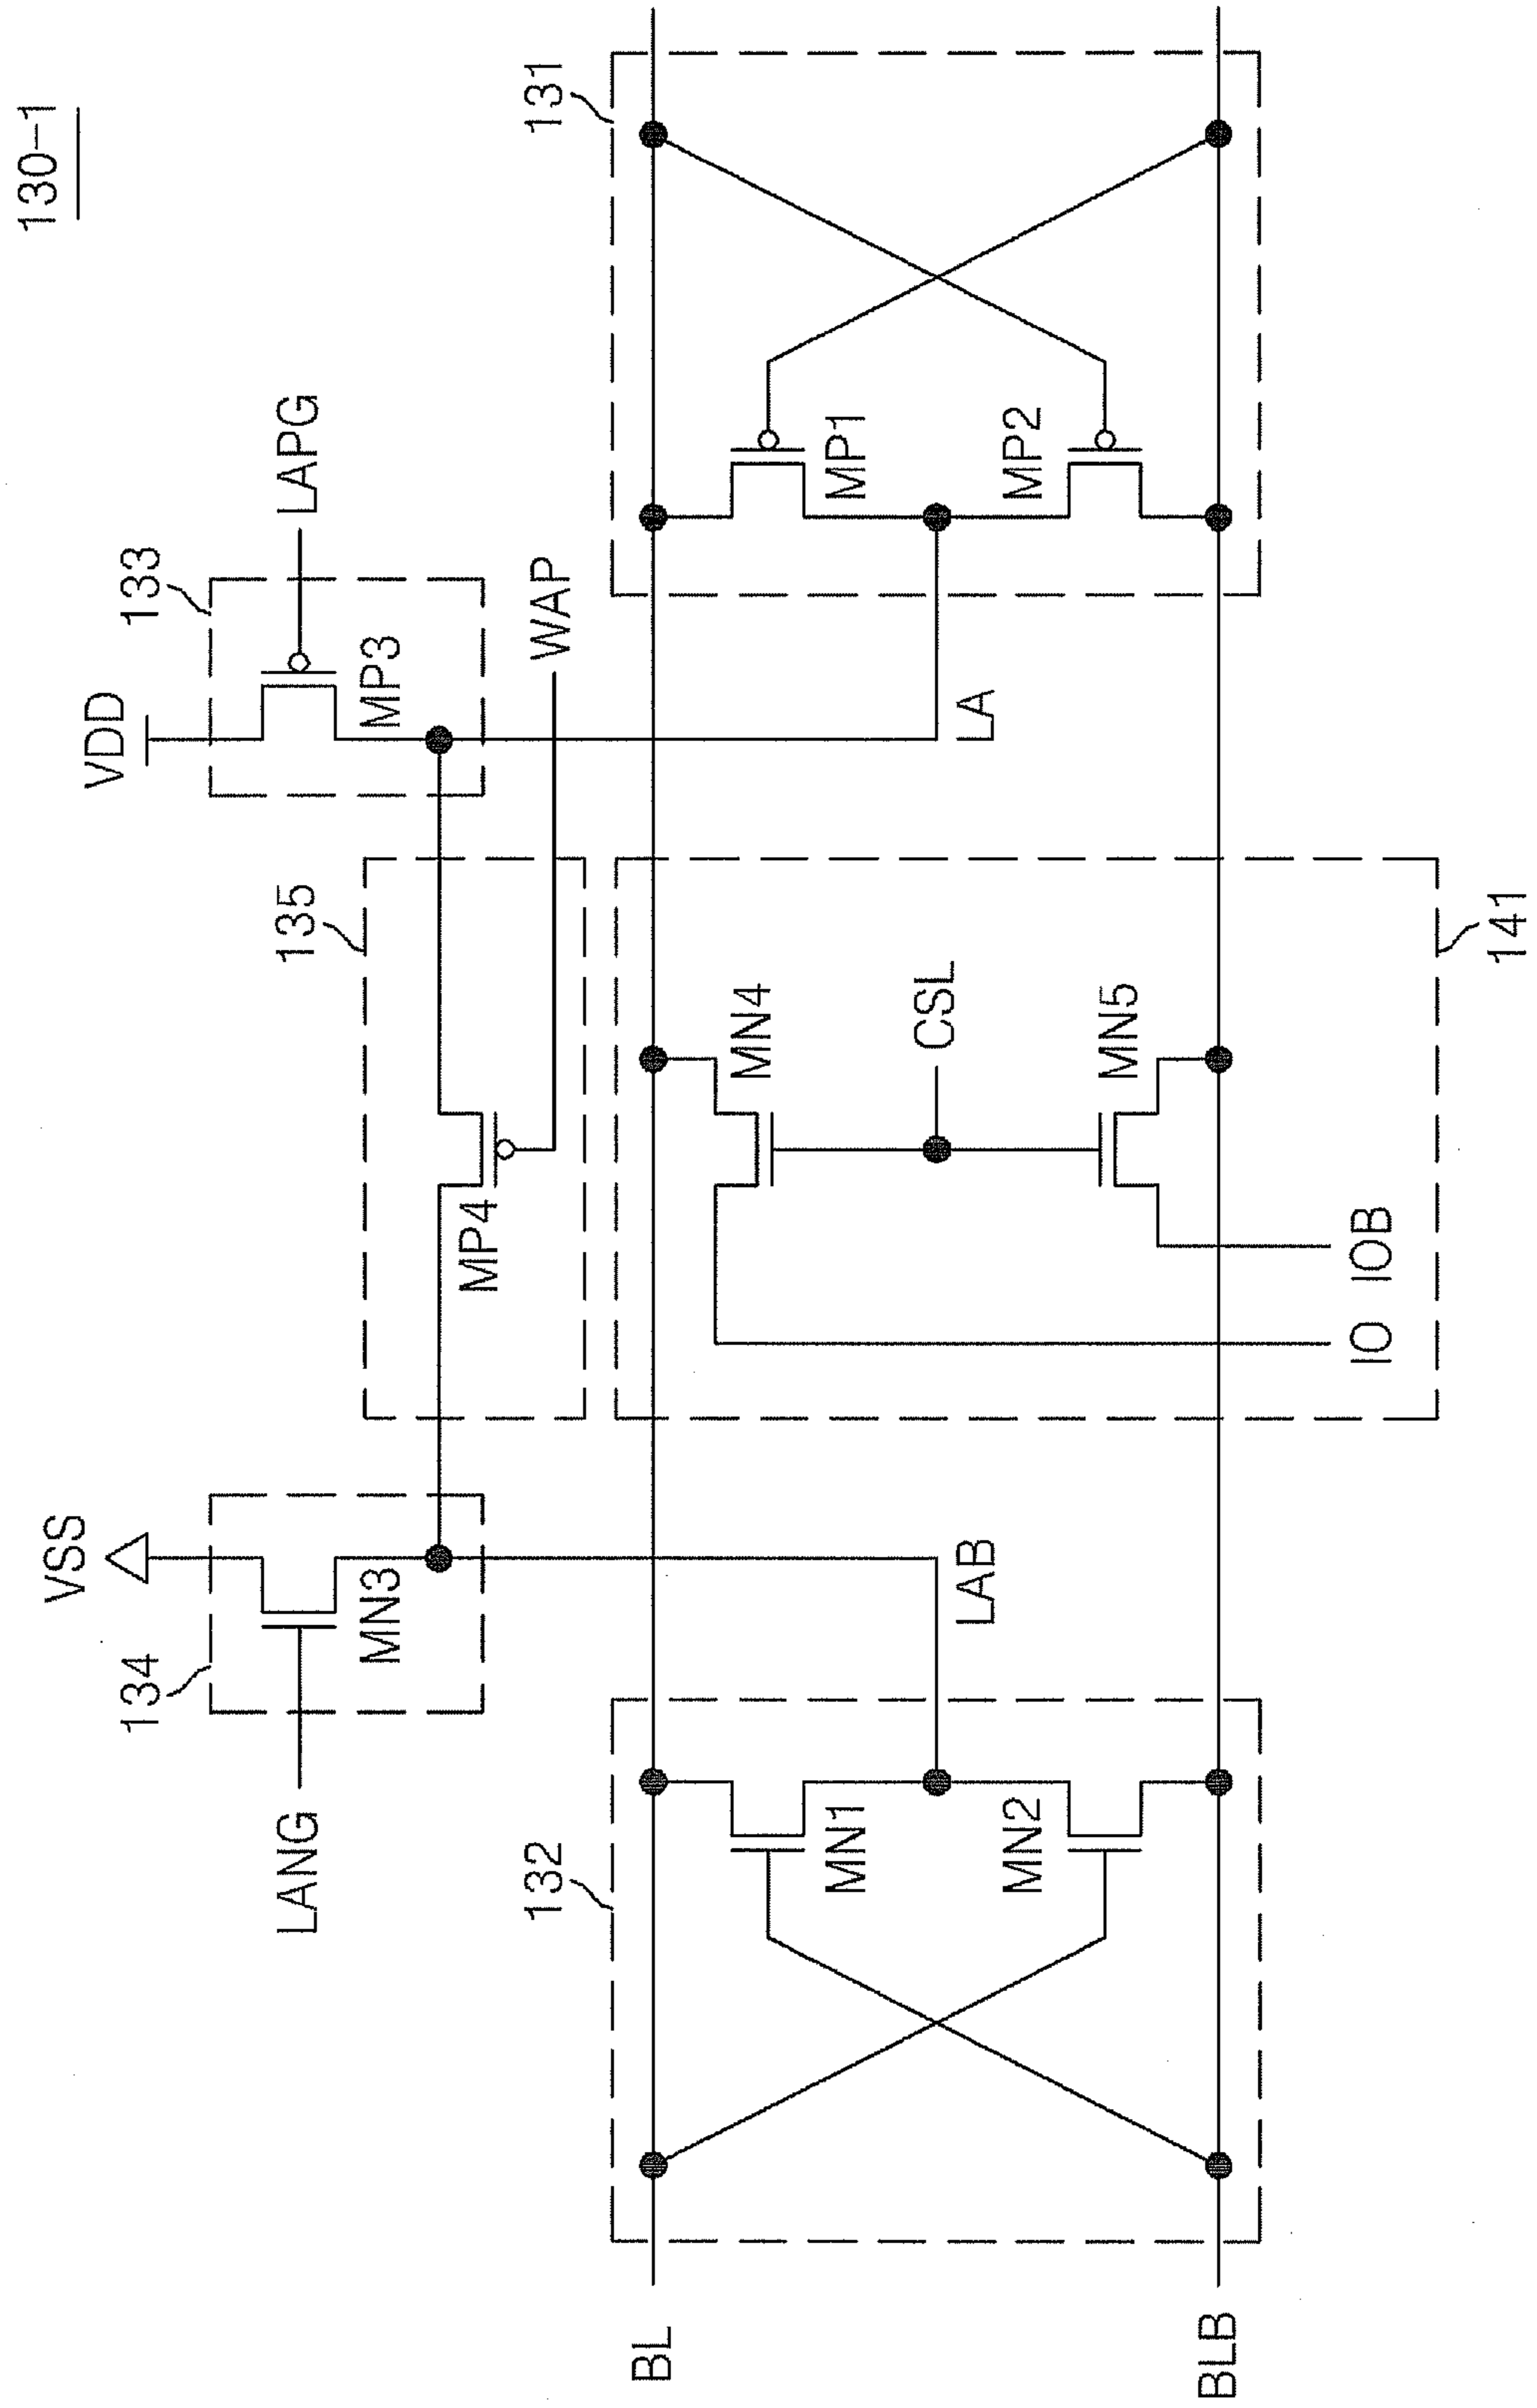 130-1
VSS
VDD
134
133
LANG
MN3
MP3
LAPG
135
MP4
WAP
132
131
BL
MN1
MN4
MP1
LAB
CSL
LA
MN2
MN5
MP2
BLB
IO
IOB
141